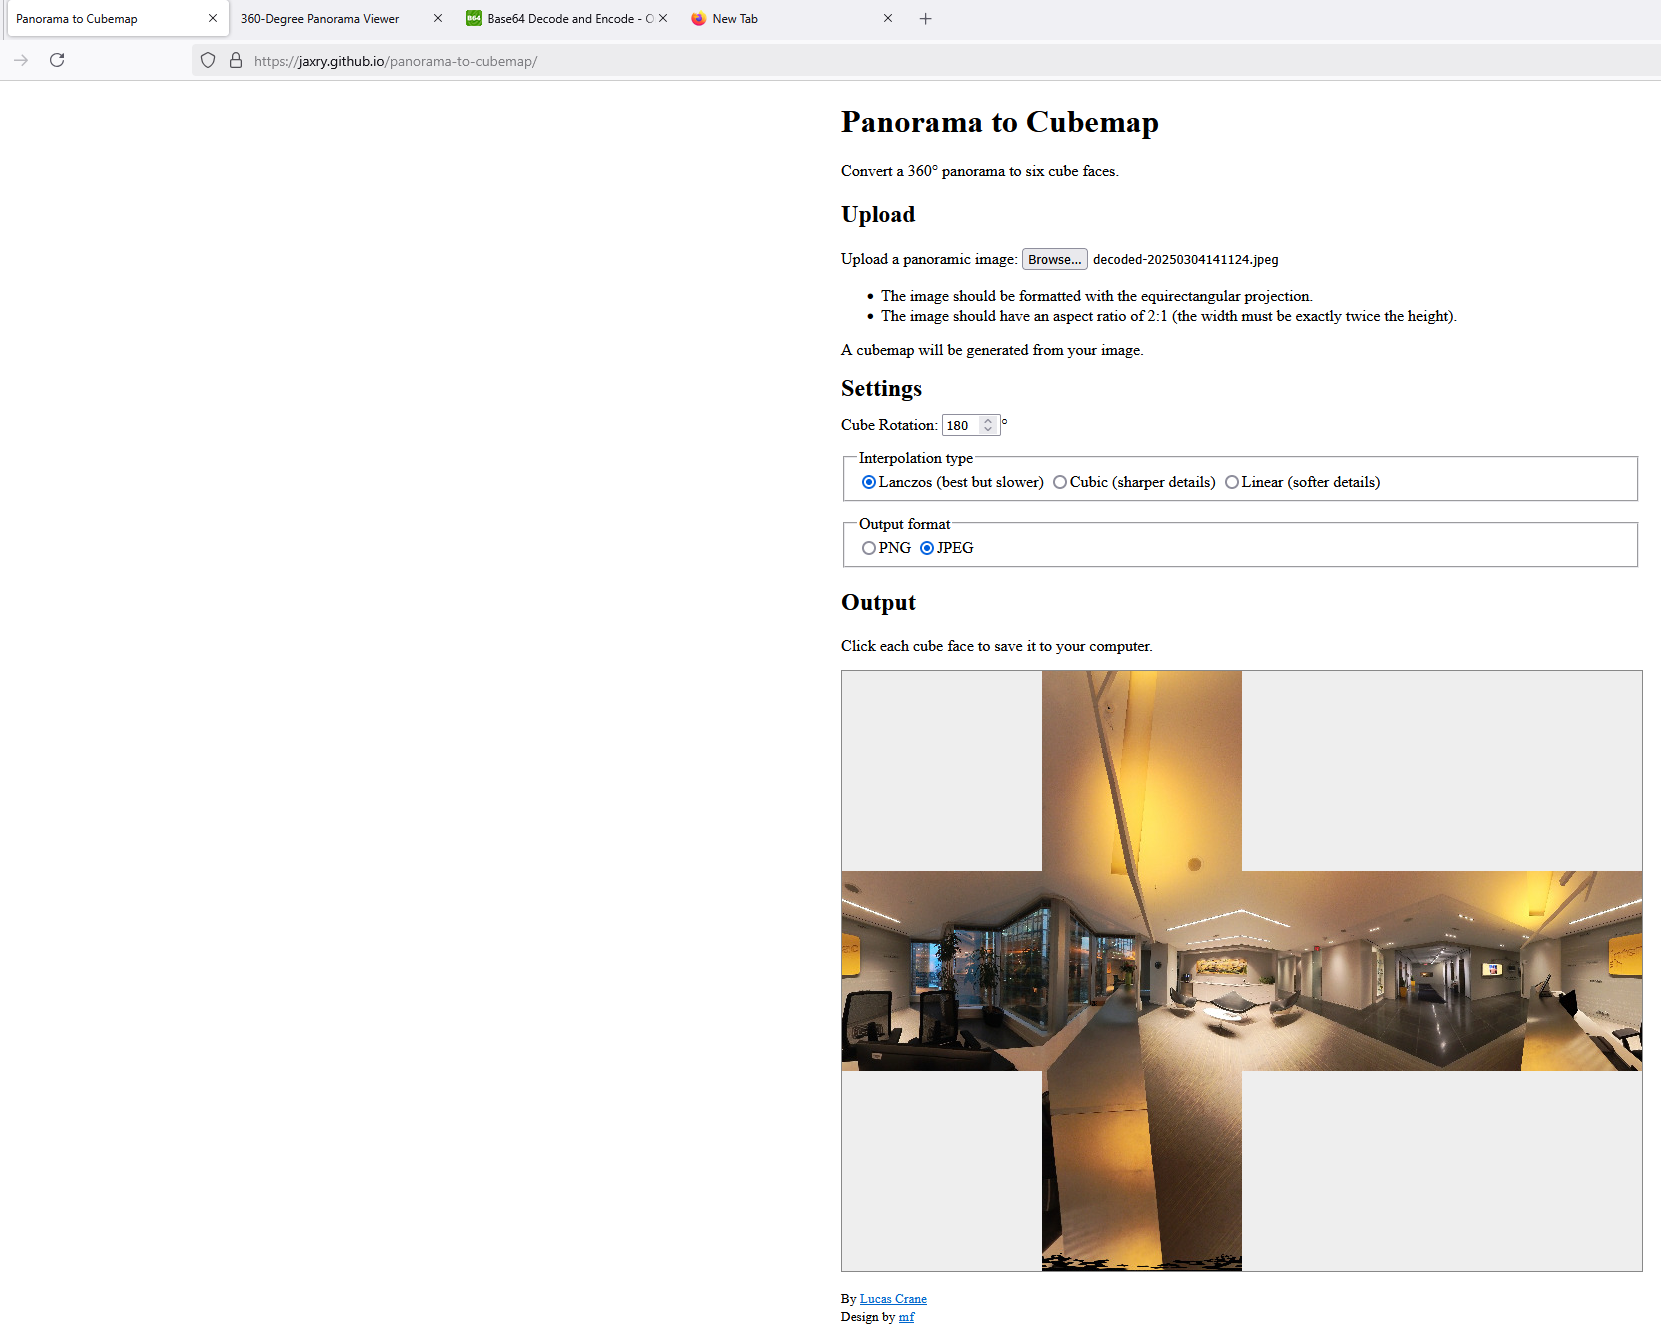 Panorama to Cubemap
360-Degree Panorama Viewer
B64 Base64 Decode and Encode - O
New Tab
https://jaxry.github.io/panorama-to-cubemap/
Panorama to Cubemap
Convert a 360° panorama to six cube faces.
Upload
Upload a panoramic image: Browse... decoded-20250304141124.jpeg
• The image should be formatted with the equirectangular projection.
• The image should have an aspect ratio of 2:1 (the width must be exactly twice the height).
A cubemap will be generated from your image.
Settings
Cube Rotation: 180 °
Interpolation type
Lanczos (best but slower) Cubic (sharper details) Linear (softer details)
Output format
PNG JPEG
Output
Click each cube face to save it to your computer.
By Lucas Crane
Design by mf